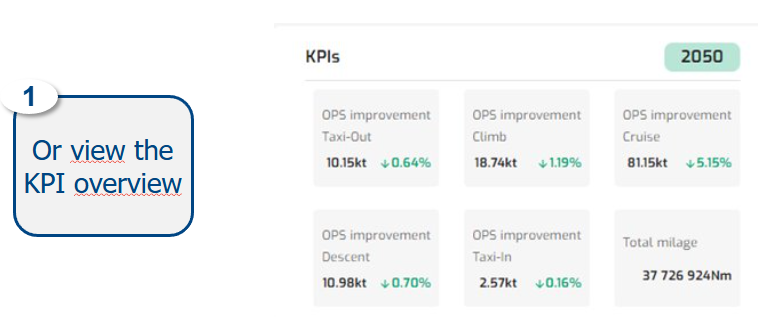 1
Or view the
KPI overview
KPIs
2050
OPS improvement
Taxi-Out
10.15kt ↓0.64%
OPS improvement
Climb
18.74kt ↓1.19%
OPS improvement
Cruise
81.15kt ↓5.15%
OPS improvement
Descent
10.98kt ↓0.70%
OPS improvement
Taxi-In
2.57kt ↓0.16%
Total milage
37 726 924Nm